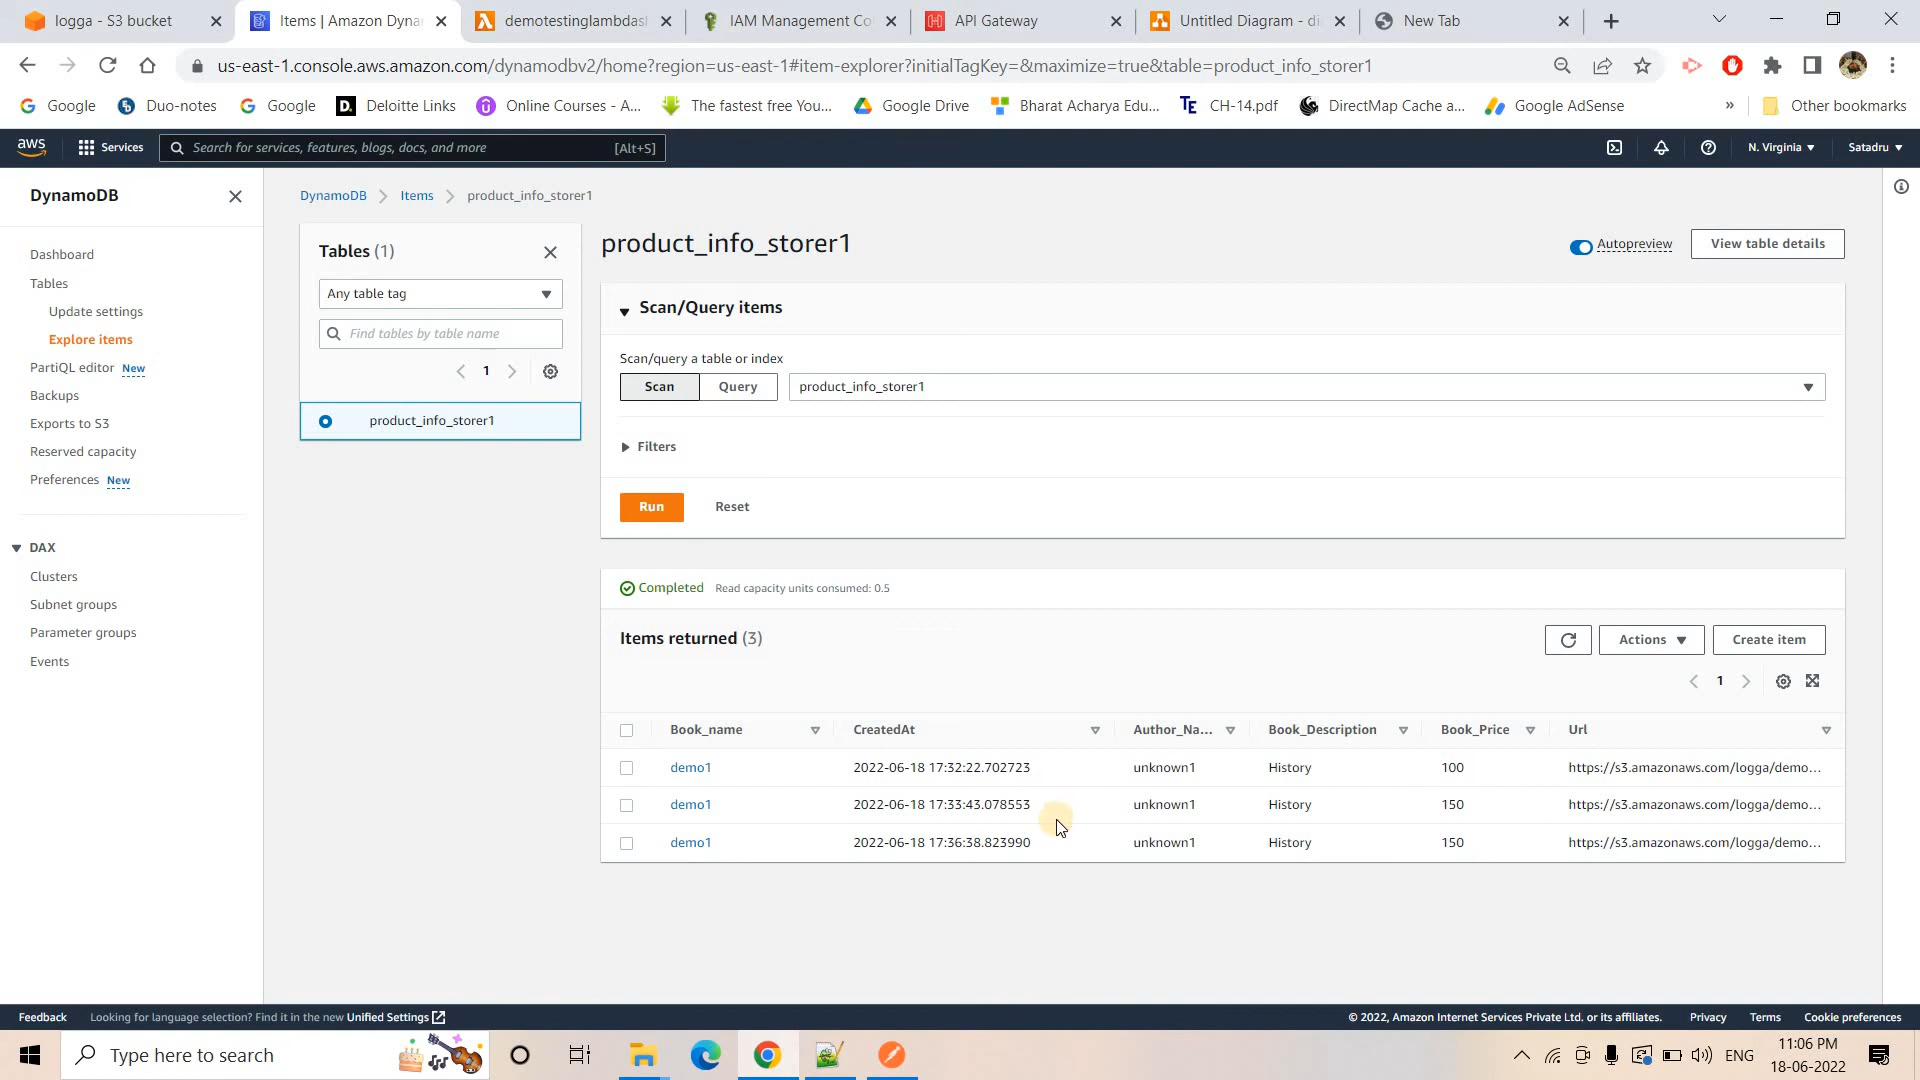 logga - S3 bucket
Items | Amazon Dyna
demotestinglambdash
IAM Management Co
API Gateway
Untitled Diagram - di
New Tab
us-east-1.console.aws.amazon.com/dynamodbv2/home?region=us-east-1#item-explorer?initialTagKey=&maximize=true&table=product_info_storer1
Google
Duo-notes
Google
D.
Deloitte Links
Online Courses - A...
The fastest free You...
Google Drive
Bharat Acharya Edu...
TE
CH-14.pdf
DirectMap Cache a...
Google AdSense
»
Other bookmarks
aws
Services
Search for services, features, blogs, docs, and more
[Alt+S]
N. Virginia
Satadru
DynamoDB
Dashboard
Tables
Update settings
Explore items
PartiQL editor New
Backups
Exports to S3
Reserved capacity
Preferences New
DAX
Clusters
Subnet groups
Parameter groups
Events
DynamoDB
Items
product_info_storer1
Tables (1)
Any table tag
Find tables by table name
1
product_info_storer1
product_info_storer1
Autopreview
View table details
Scan/Query items
Scan/query a table or index
Scan
Query
product_info_storer1
Filters
Run
Reset
Completed
Read capacity units consumed: 0.5
Items returned (3)
Actions
Create item
1
Book_name CreatedAt Author_Na... Book_Description Book_Price Url
demo1 2022-06-18 17:32:22.702723 unknown1 History 100 https://s3.amazonaws.com/logga/demo...
demo1 2022-06-18 17:33:43.078553 unknown1 History 150 https://s3.amazonaws.com/logga/demo...
demo1 2022-06-18 17:36:38.823990 unknown1 History 150 https://s3.amazonaws.com/logga/demo...
Feedback
Looking for language selection? Find it in the new Unified Settings
© 2022, Amazon Internet Services Private Ltd. or its affiliates.
Privacy
Terms
Cookie preferences
Type here to search
ENG
11:06 PM
18-06-2022